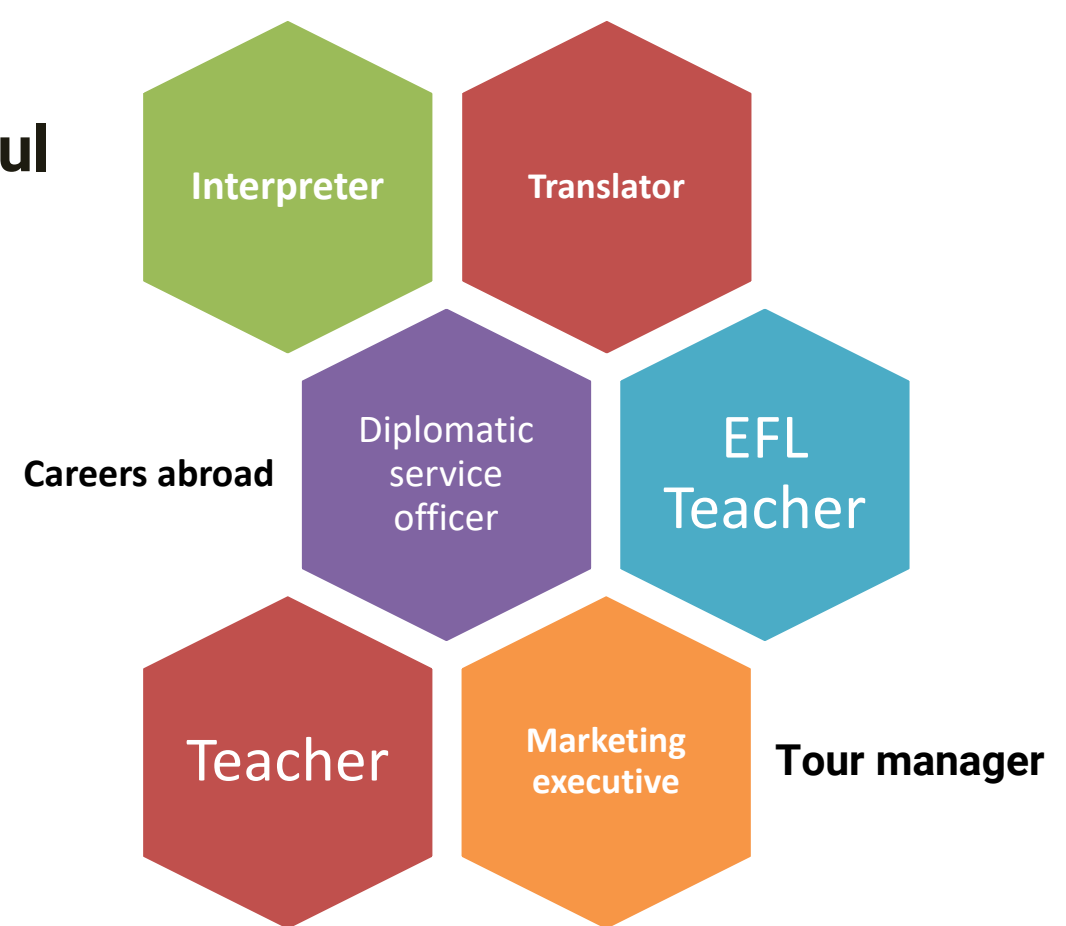 ul
Interpreter
Translator
Careers abroad
Diplomatic
service
officer
EFL
Teacher
Teacher
Marketing
executive
Tour manager